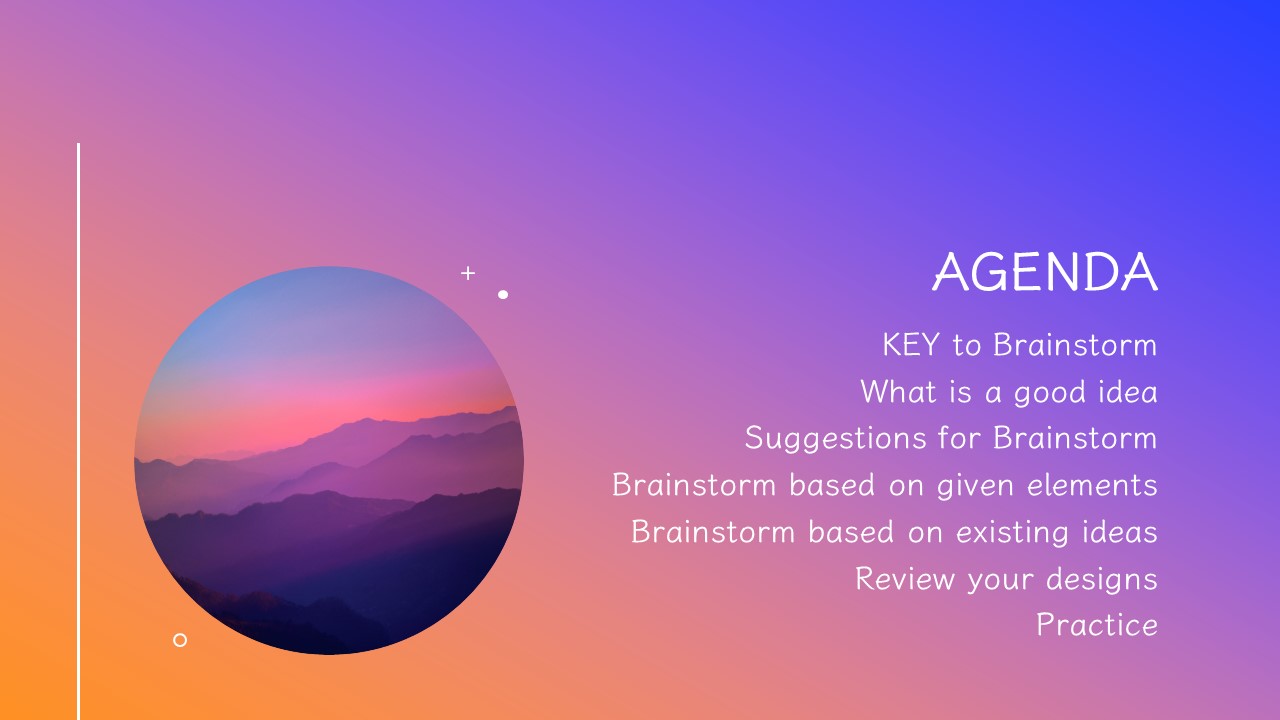 AGENDA
KEY to Brainstorm
What is a good idea
Suggestions for Brainstorm
Brainstorm based on given elements
Brainstorm based on existing ideas
Review your designs
Practice